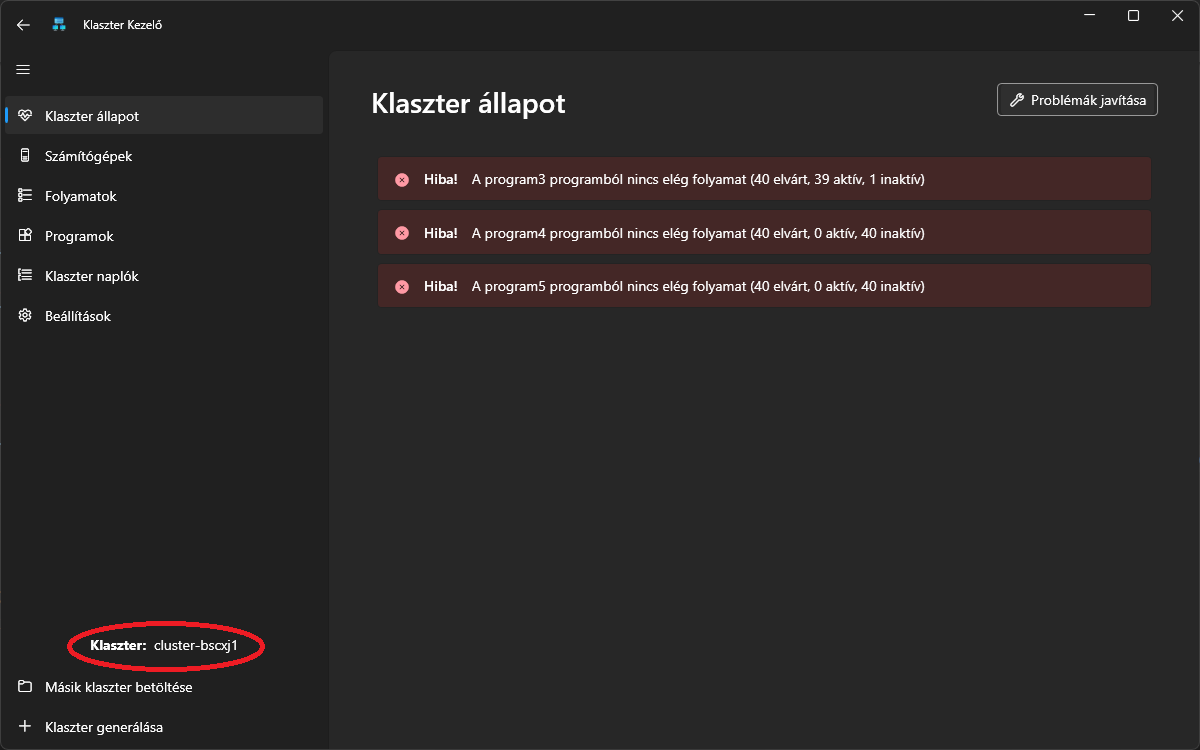 Klaszter Kezelő
Klaszter állapot
Számítógépek
Folyamatok
Programok
Klaszter naplók
Beállítások
Klaszter: cluster-bscxj1
Másik klaszter betöltése
Klaszter generálása
Klaszter állapot
Problémák javítása
Hiba! A program3 programból nincs elég folyamat (40 elvárt, 39 aktív, 1 inaktív)
Hiba! A program4 programból nincs elég folyamat (40 elvárt, 0 aktív, 40 inaktív)
Hiba! A program5 programból nincs elég folyamat (40 elvárt, 0 aktív, 40 inaktív)